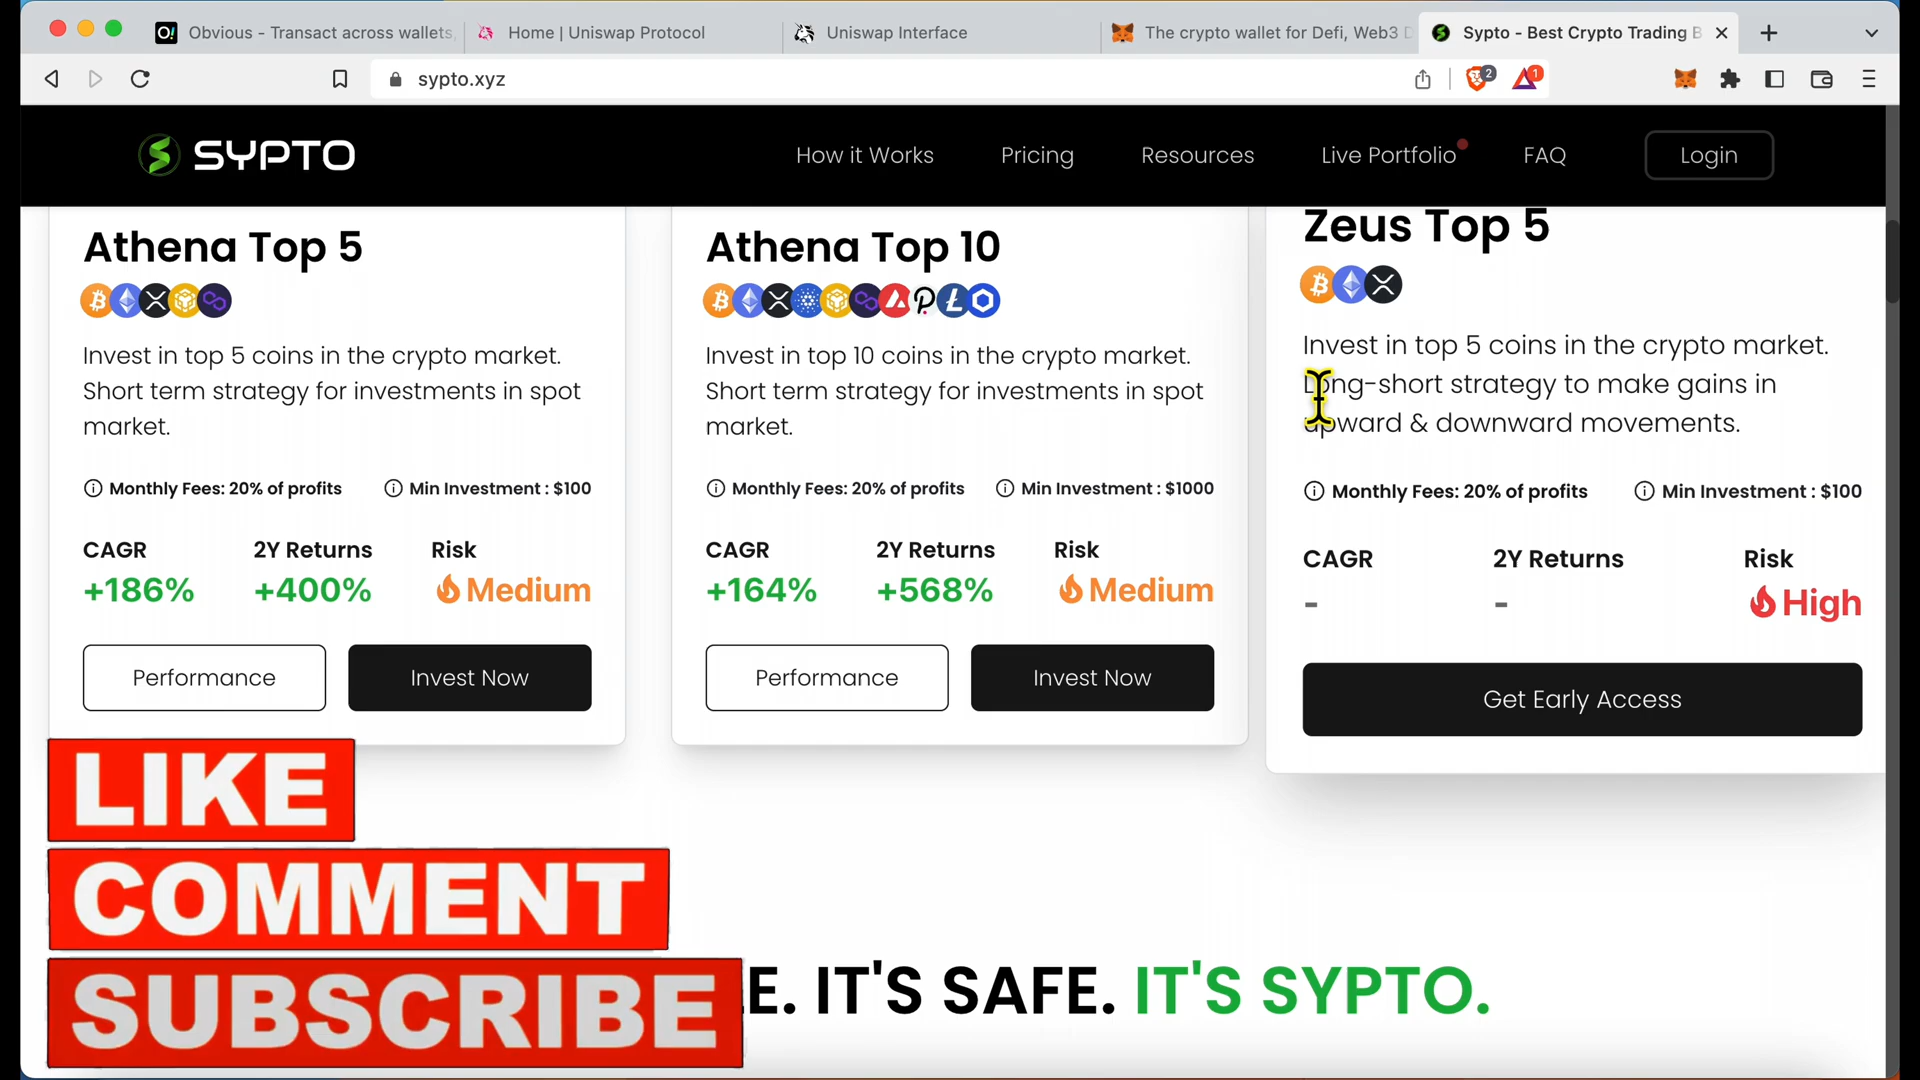 Obvious - Transact across wallets,
Home | Uniswap Protocol
Uniswap Interface
The crypto wallet for Defi, Web3 D
Sypto - Best Crypto Trading B
sypto.xyz
2
1
SYPTO
How it Works
Pricing
Resources
Live Portfolio
FAQ
Login
Athena Top 5
Invest in top 5 coins in the crypto market.
Short term strategy for investments in spot
market.
Monthly Fees: 20% of profits
Min Investment : $100
CAGR
2Y Returns
Risk
+186%
+400%
Medium
Performance
Invest Now
Athena Top 10
Invest in top 10 coins in the crypto market.
Short term strategy for investments in spot
market.
Monthly Fees: 20% of profits
Min Investment : $1000
CAGR
2Y Returns
Risk
+164%
+568%
Medium
Performance
Invest Now
Zeus Top 5
Invest in top 5 coins in the crypto market.
Long-short strategy to make gains in
upward & downward movements.
Monthly Fees: 20% of profits
Min Investment : $100
CAGR
2Y Returns
Risk
-
-
High
Get Early Access
LIKE
COMMENT
SUBSCRIBE
E. IT'S SAFE. IT'S SYPTO.